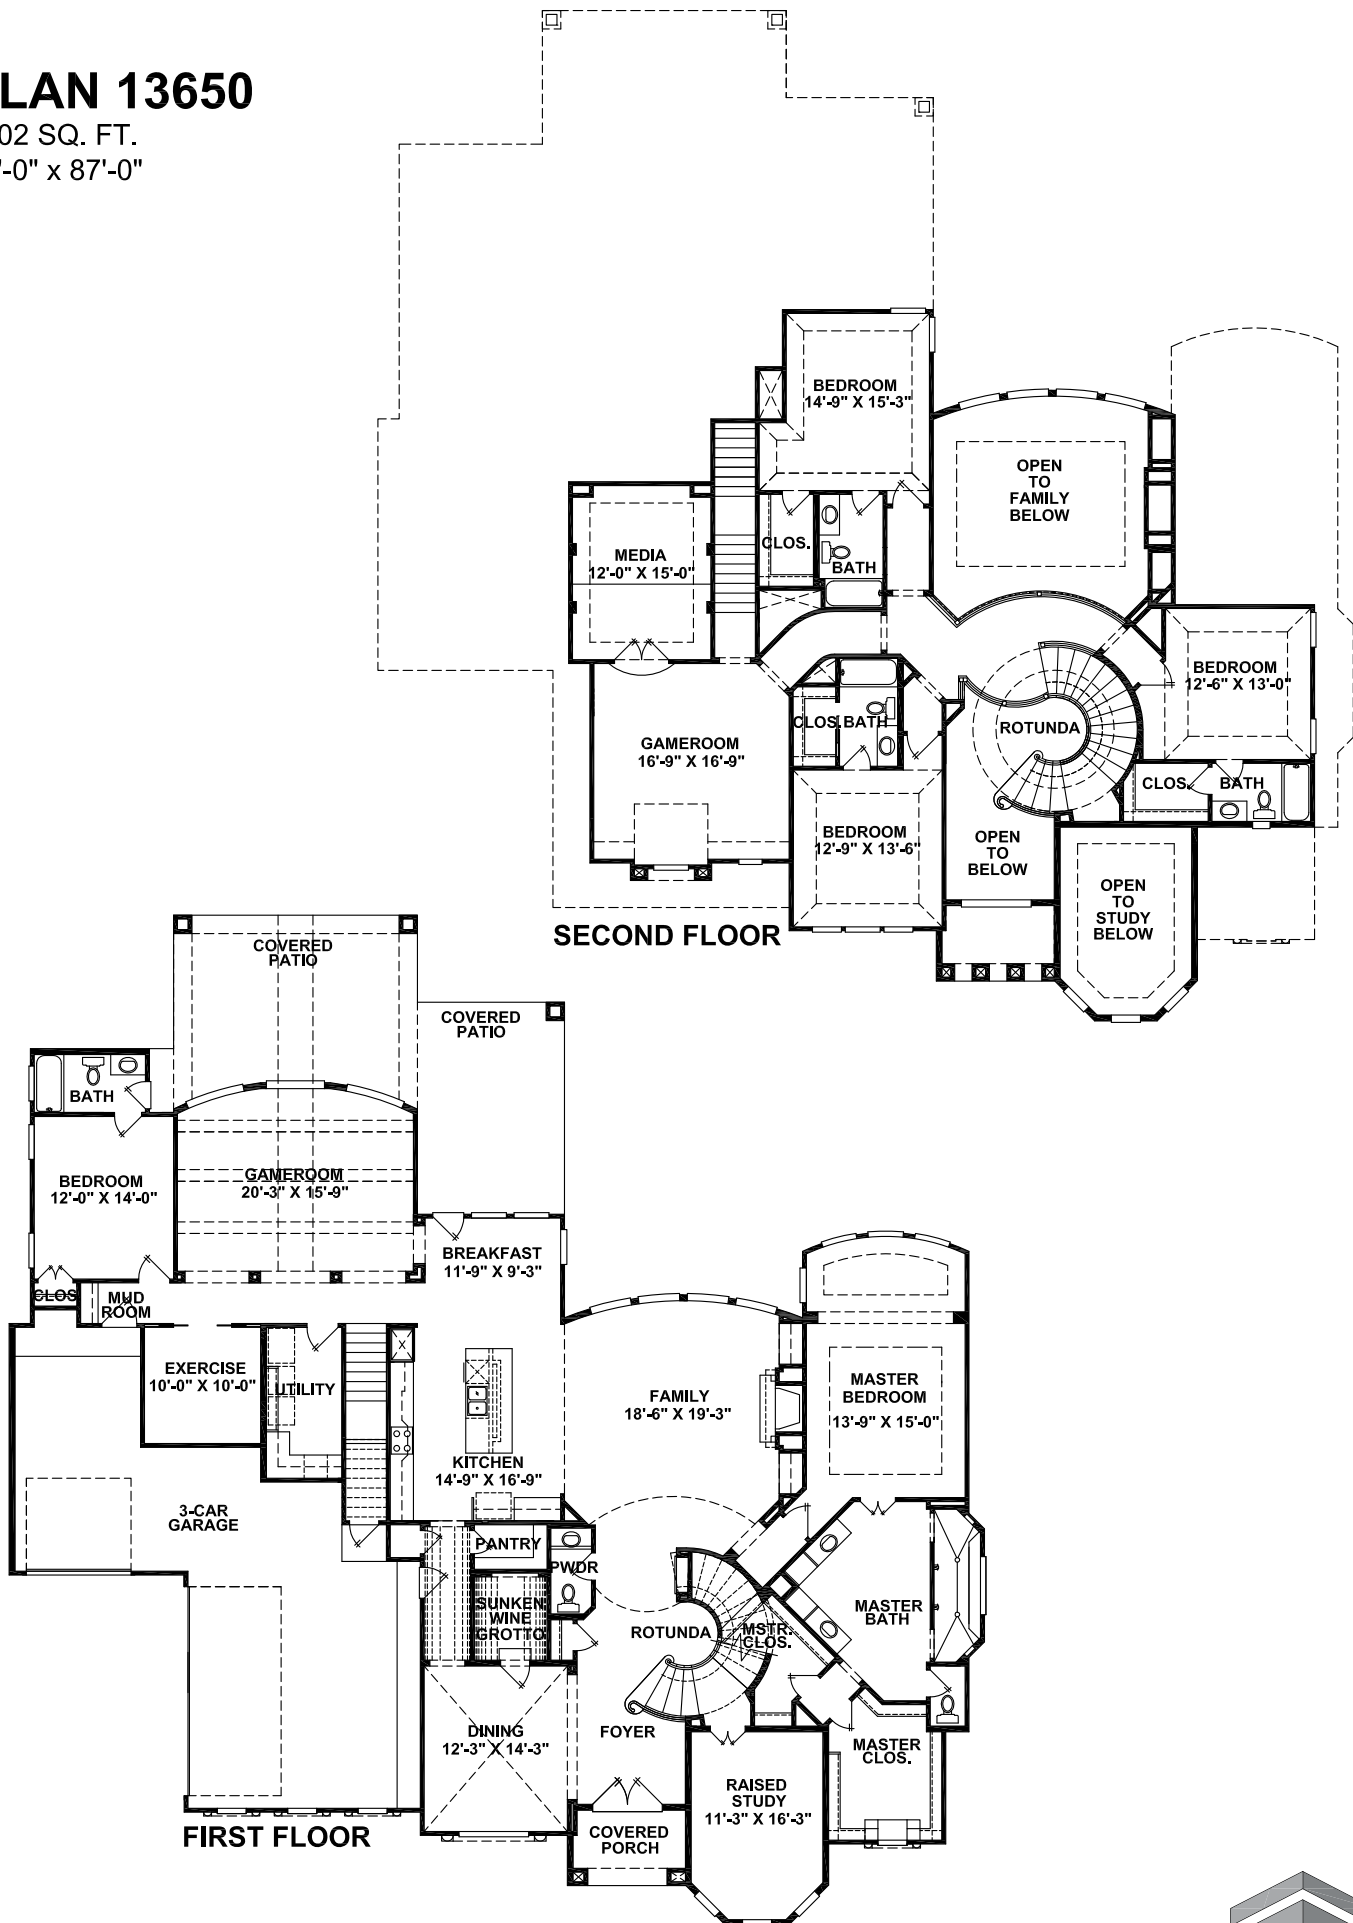 LAN 13650
02 SQ. FT.
'-0" x 87'-0"
BEDROOM
14'-9" X 15'-3"
OPEN
TO
FAMILY
BELOW
MEDIA
12'-0" X 15'-0"
CLOS.
BATH
BEDROOM
12'-6" X 13'-0"
CLOS.
BATH
ROTUNDA
GAMEROOM
16'-9" X 16'-9"
CLOS.
BATH
BEDROOM
12'-9" X 13'-6"
OPEN
TO
BELOW
OPEN
TO
STUDY
BELOW
SECOND FLOOR
COVERED
PATIO
COVERED
PATIO
BATH
BEDROOM
12'-0" X 14'-0"
GAMEROOM
20'-3" X 15'-9"
BREAKFAST
11'-9" X 9'-3"
CLOS
MUD
ROOM
EXERCISE
10'-0" X 10'-0"
UTILITY
FAMILY
18'-6" X 19'-3"
MASTER
BEDROOM
13'-9" X 15'-0"
KITCHEN
14'-9" X 16'-9"
3-CAR
GARAGE
PANTRY
PWDR
SUNKEN
WINE
GROTTO
ROTUNDA
MSTR.
CLOS.
MASTER
BATH
DINING
12'-3" X 14'-3"
FOYER
MASTER
CLOS.
RAISED
STUDY
11'-3" X 16'-3"
COVERED
PORCH
FIRST FLOOR